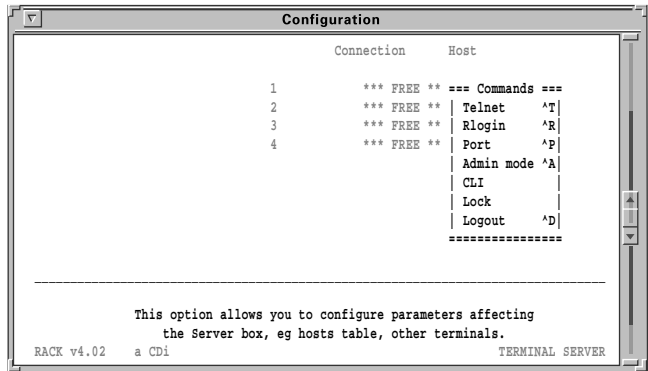 Configuration
Connection Host
1 *** FREE ** === Commands ===
2 *** FREE ** | Telnet ^T|
3 *** FREE ** | Rlogin ^R|
4 *** FREE ** | Port ^P|
| Admin mode ^A|
| CLI |
| Lock |
| Logout ^D|
================
This option allows you to configure parameters affecting
the Server box, eg hosts table, other terminals.
RACK v4.02 a CDi TERMINAL SERVER